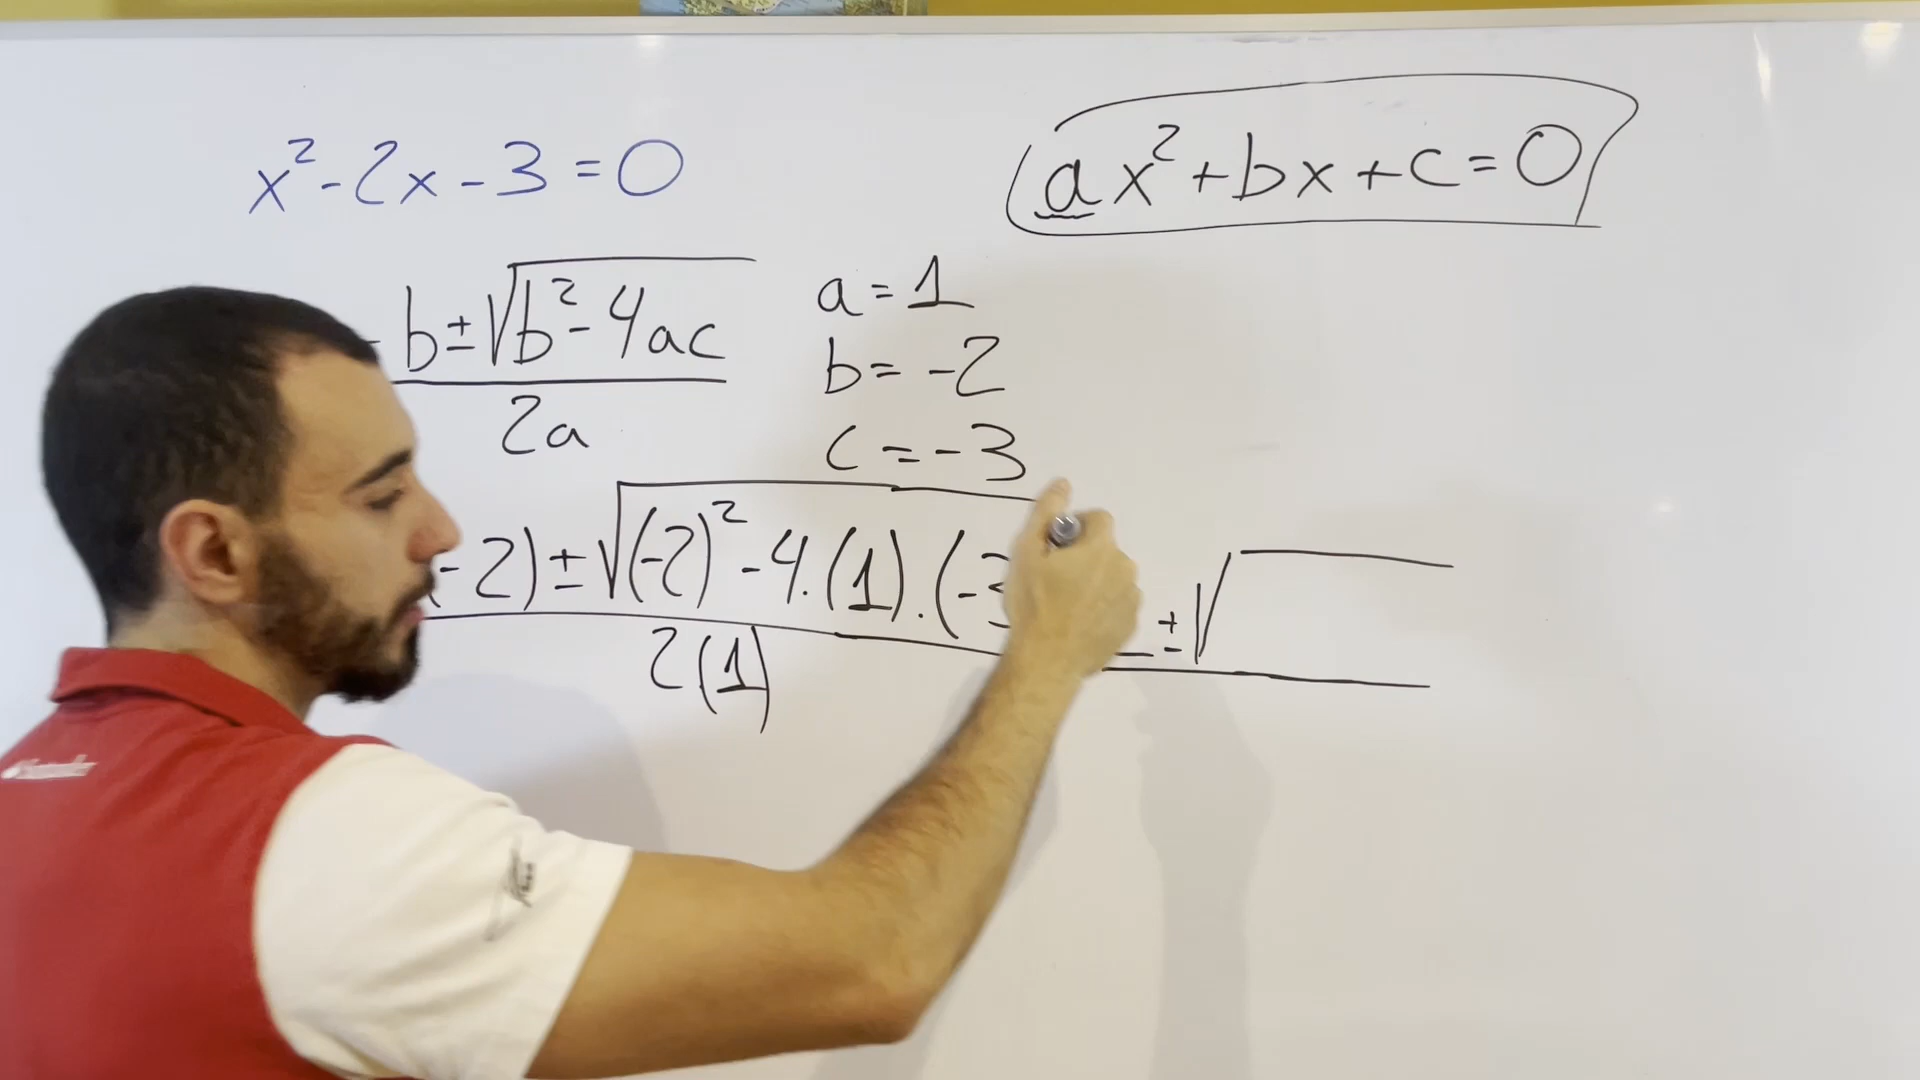 x² - 2x - 3 = 0
ax² + bx + c = 0
- b ± √b² - 4ac
2a
a = 1
b = -2
c = -3
(-2) ± √(-2)² - 4.(1).(-3
2(1)
± √
Santander